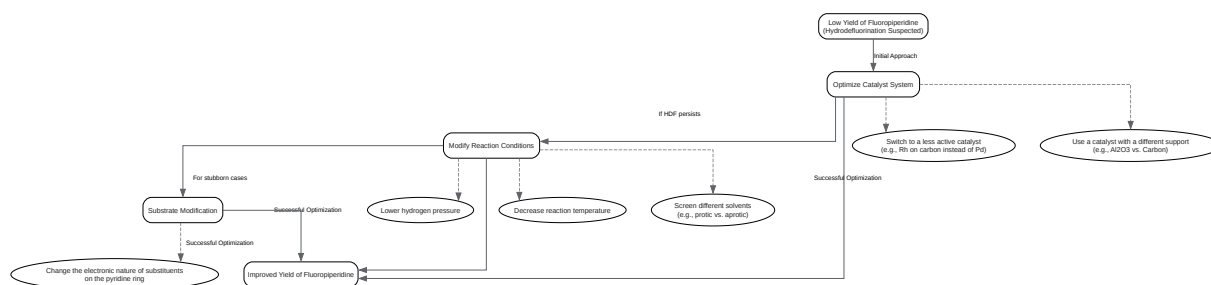 Low Yield of Fluoropiperidine
(Hydrodefluorination Suspected)
Initial Approach
Optimize Catalyst System
If HDF persists
Switch to a less active catalyst
(e.g., Rh on carbon instead of Pd)
Use a catalyst with a different support
(e.g., Al2O3 vs. Carbon)
Modify Reaction Conditions
For stubborn cases
Successful Optimization
Substrate Modification
Successful Optimization
Lower hydrogen pressure
Decrease reaction temperature
Screen different solvents
(e.g., protic vs. aprotic)
Successful Optimization
Change the electronic nature of substituents
on the pyridine ring
Improved Yield of Fluoropiperidine